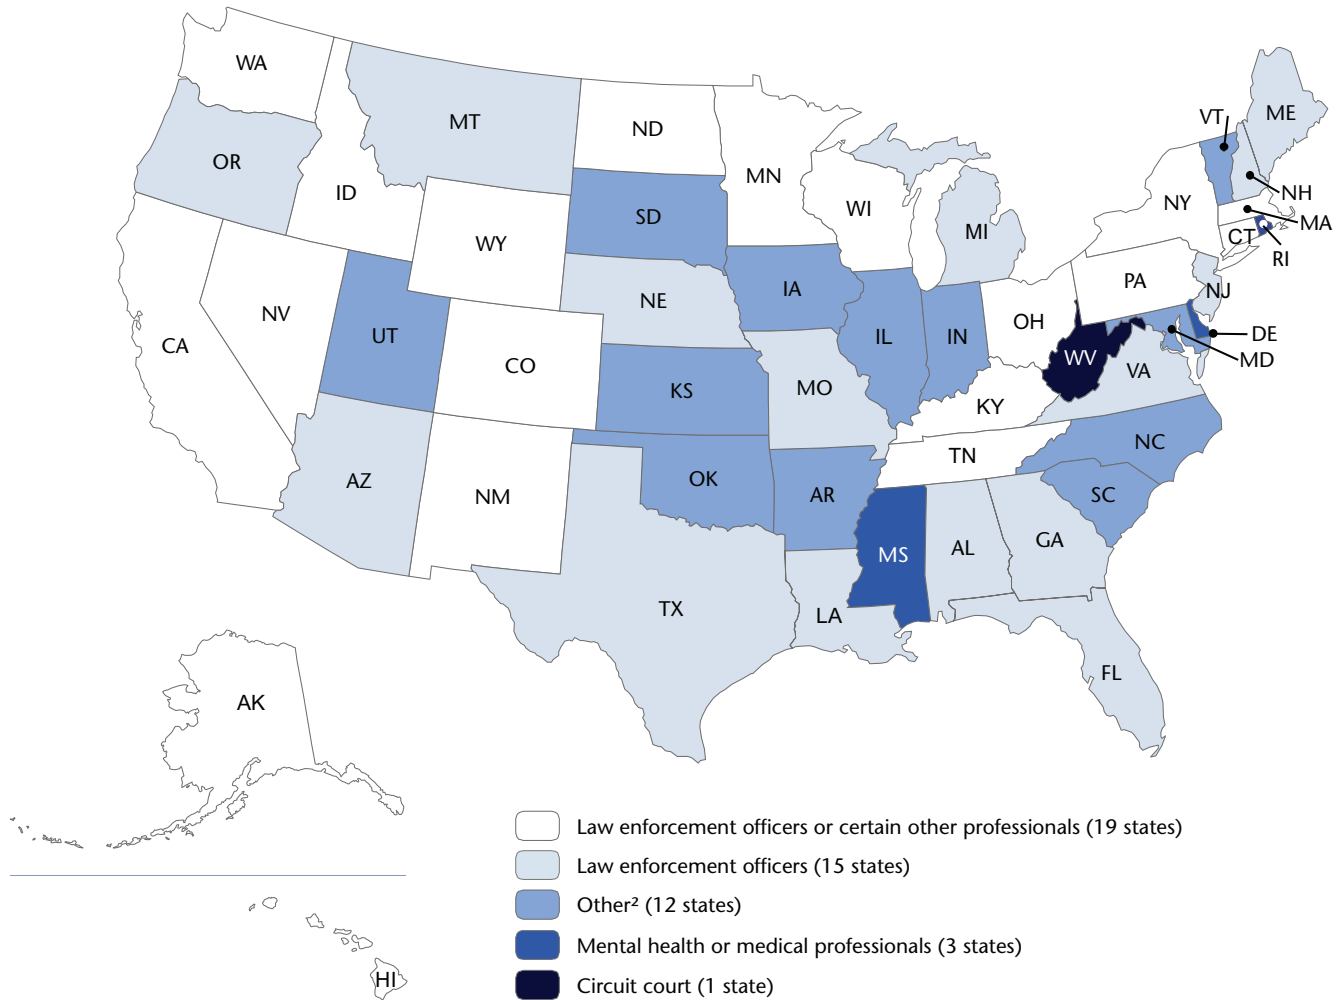 WA
MT
ND
MN
VT
ME
OR
ID
SD
WI
NY
NH
MA
WY
MI
CT
RI
NE
IA
PA
NJ
NV
UT
OH
DE
CA
CO
IL
IN
WV
MD
KS
MO
VA
KY
NC
AZ
NM
OK
AR
TN
SC
MS
AL
GA
TX
LA
FL
AK
HI
Law enforcement officers or certain other professionals (19 states)
Law enforcement officers (15 states)
Other² (12 states)
Mental health or medical professionals (3 states)
Circuit court (1 state)